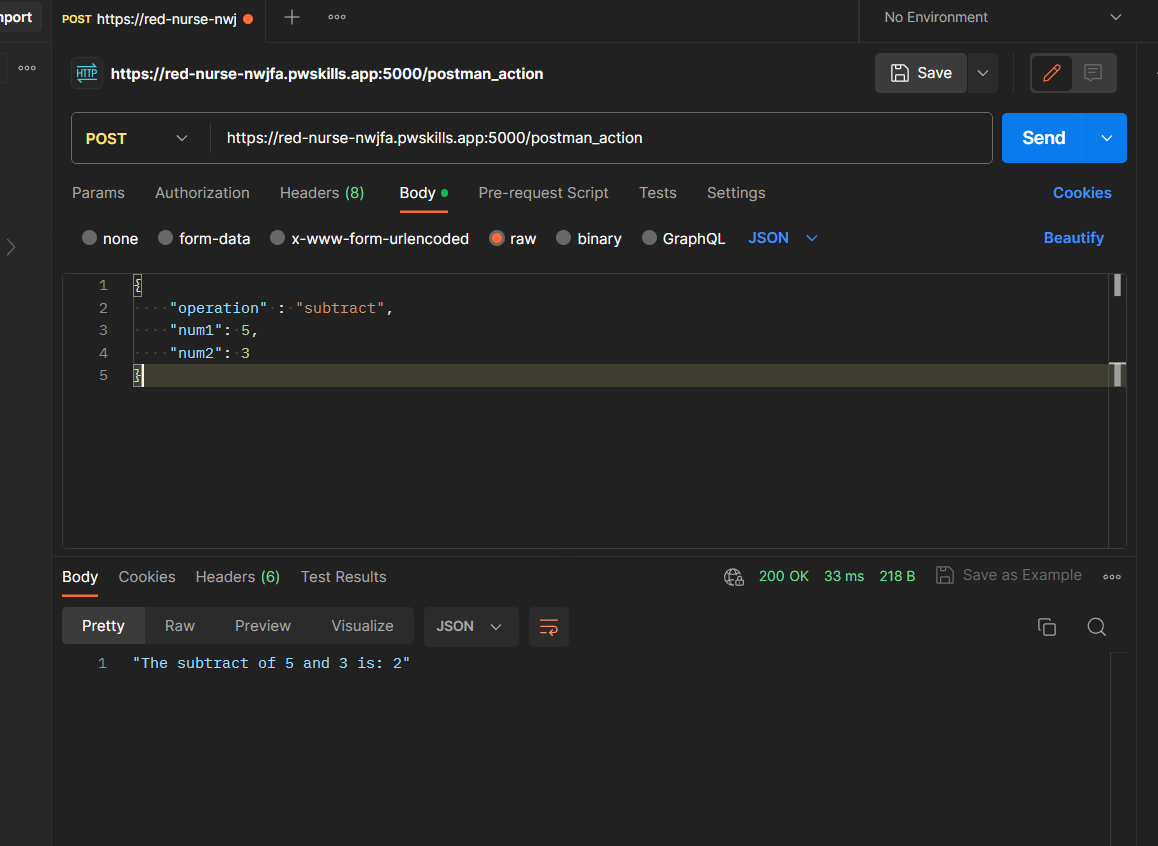 mport
POST https://red-nurse-nwj
No Environment
HTTP https://red-nurse-nwjfa.pwskills.app:5000/postman_action
Save
POST https://red-nurse-nwjfa.pwskills.app:5000/postman_action
Send
Params Authorization Headers (8) Body Pre-request Script Tests Settings Cookies
none form-data x-www-form-urlencoded raw binary GraphQL JSON Beautify
1 {
2 "operation" : "subtract",
3 "num1": 5,
4 "num2": 3
5 }
Body Cookies Headers (6) Test Results 200 OK 33 ms 218 B Save as Example
Pretty Raw Preview Visualize JSON
1 "The subtract of 5 and 3 is: 2"